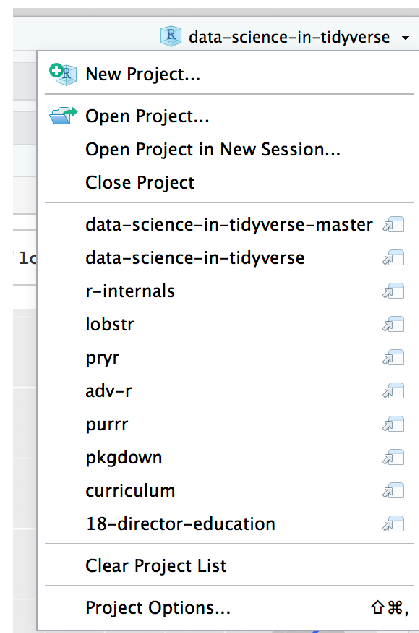 data-science-in-tidyverse
New Project...
Open Project...
Open Project in New Session...
Close Project
data-science-in-tidyverse-master
data-science-in-tidyverse
r-internals
lobstr
pryr
adv-r
purrr
pkgdown
curriculum
18-director-education
Clear Project List
Project Options... ⇧⌘,